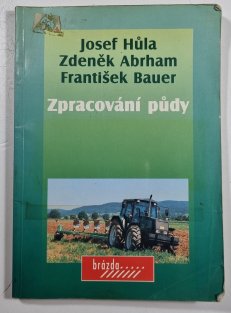 Josef Hůla
Zdeněk Abrham
František Bauer
Zpracování půdy
brázda